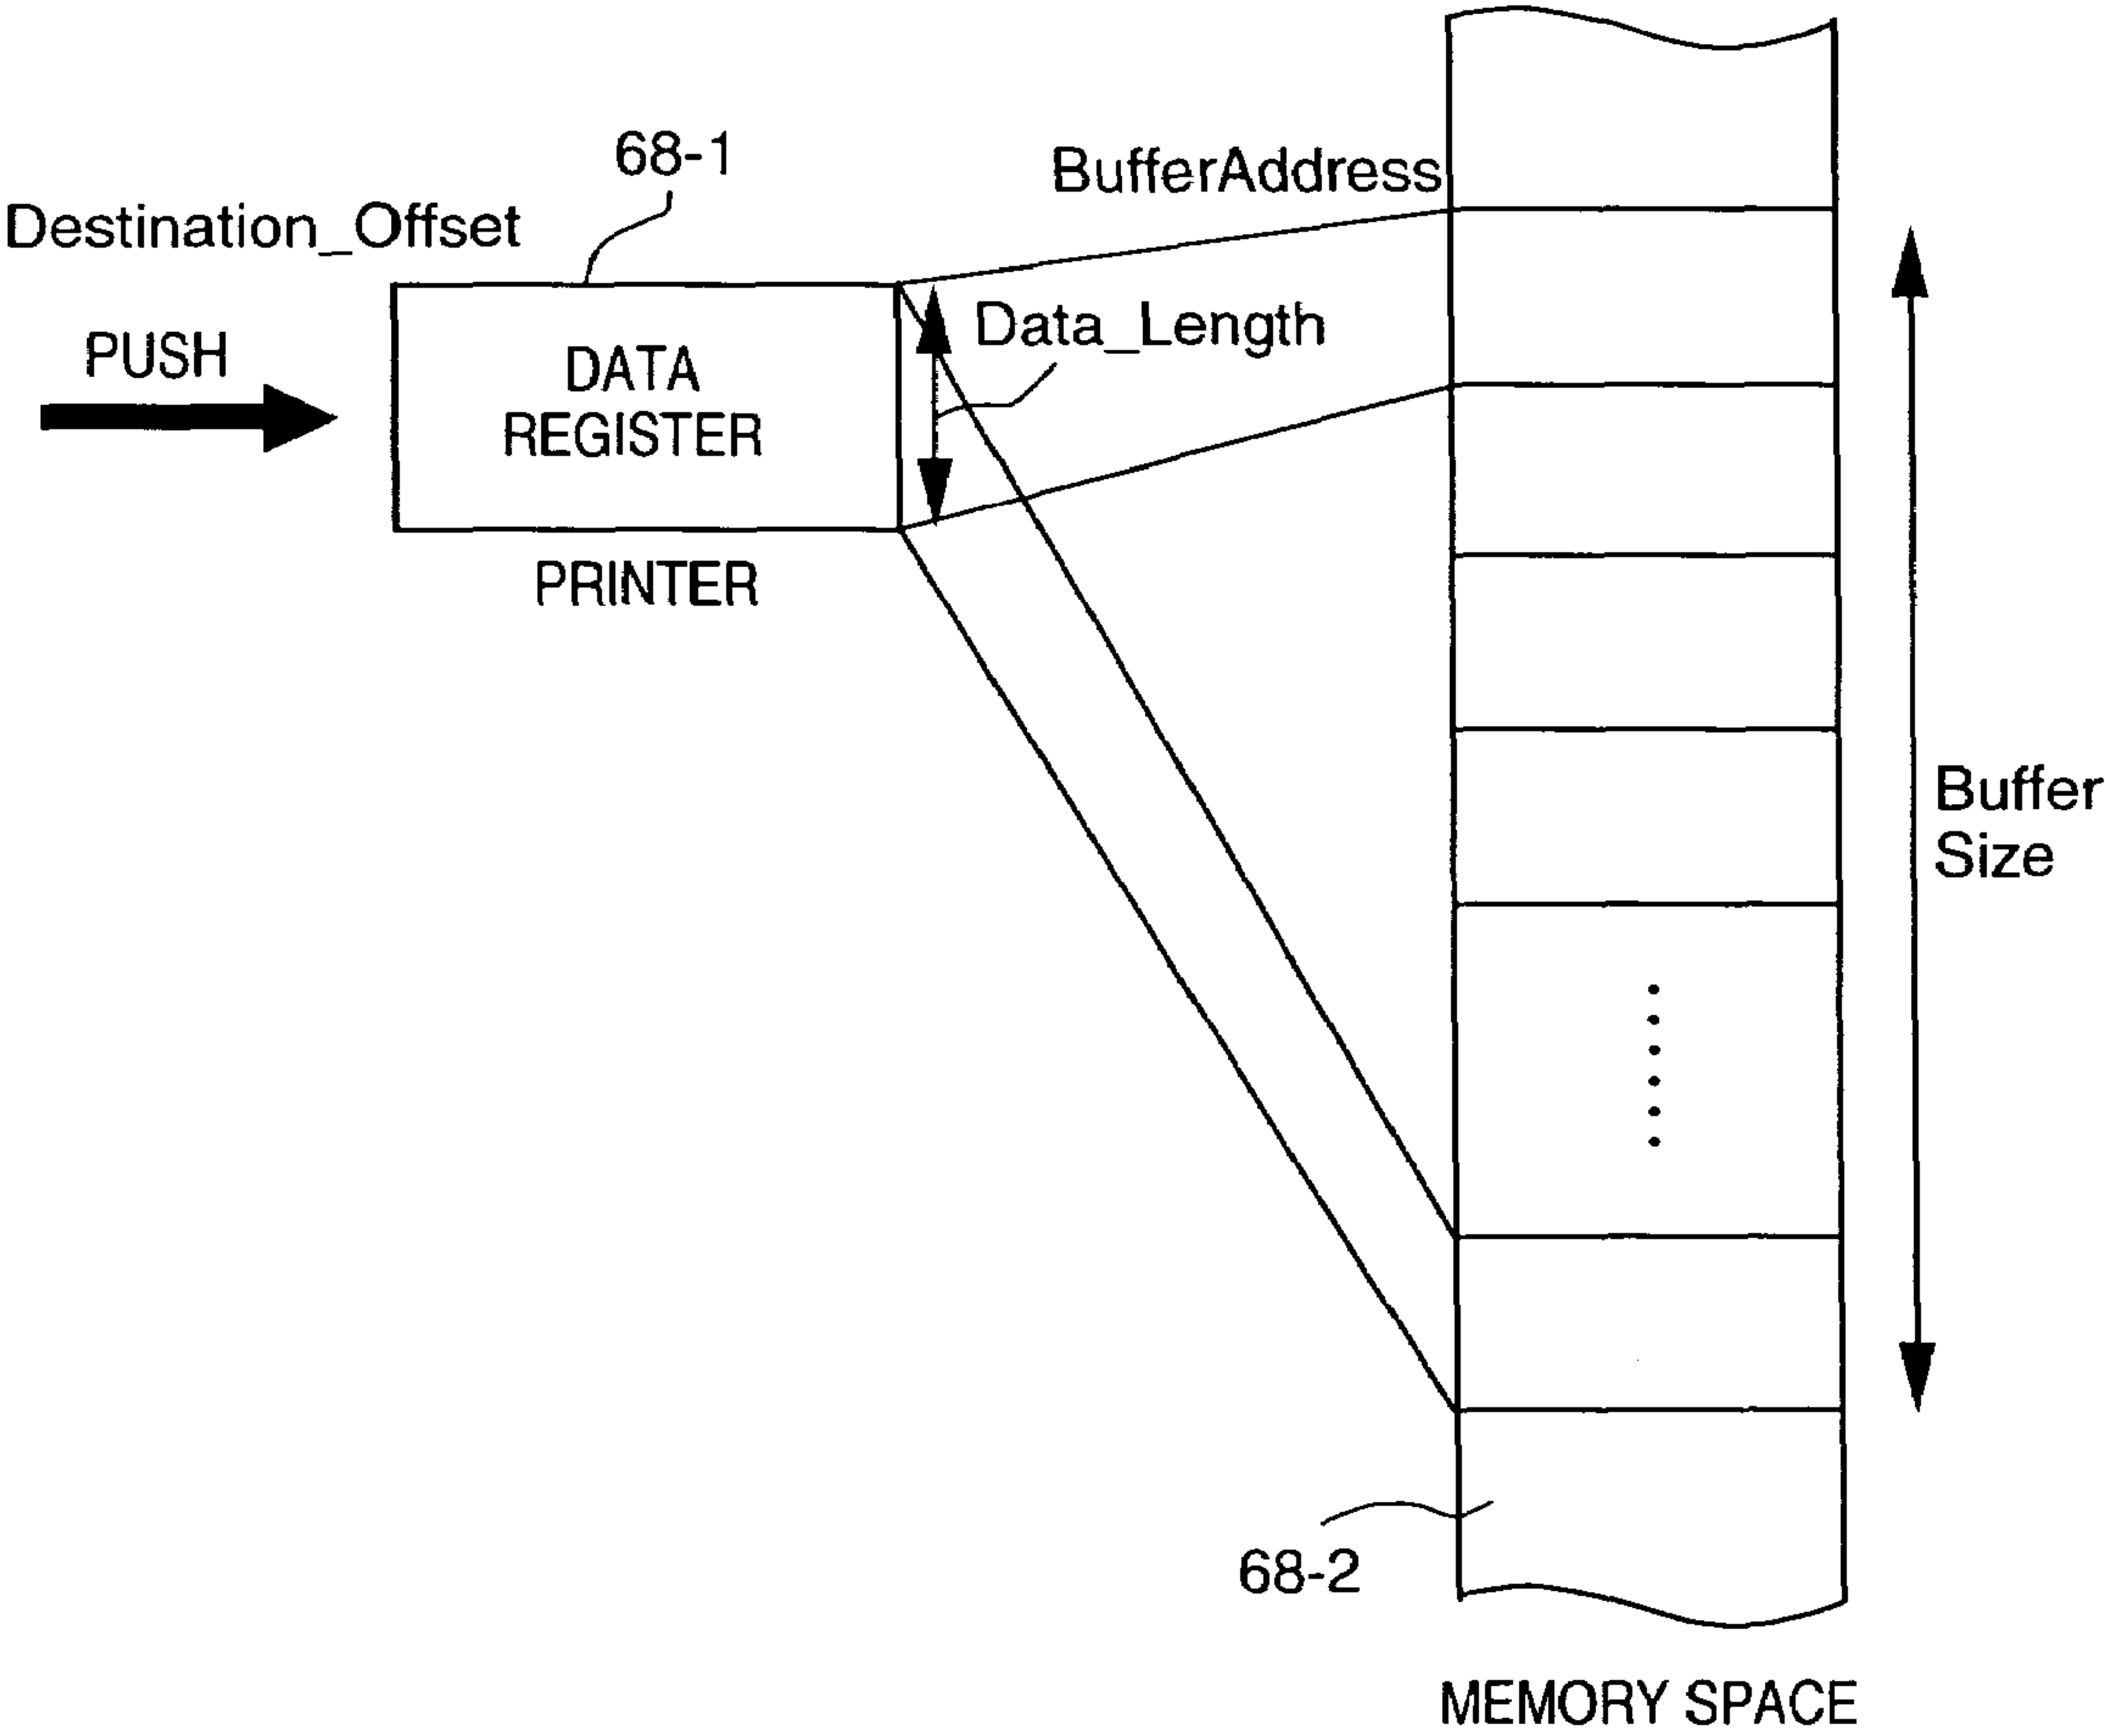 68-1
BufferAddress
Destination_Offset
PUSH
DATA
REGISTER
Data_Length
PRINTER
Buffer
Size
68-2
MEMORY SPACE